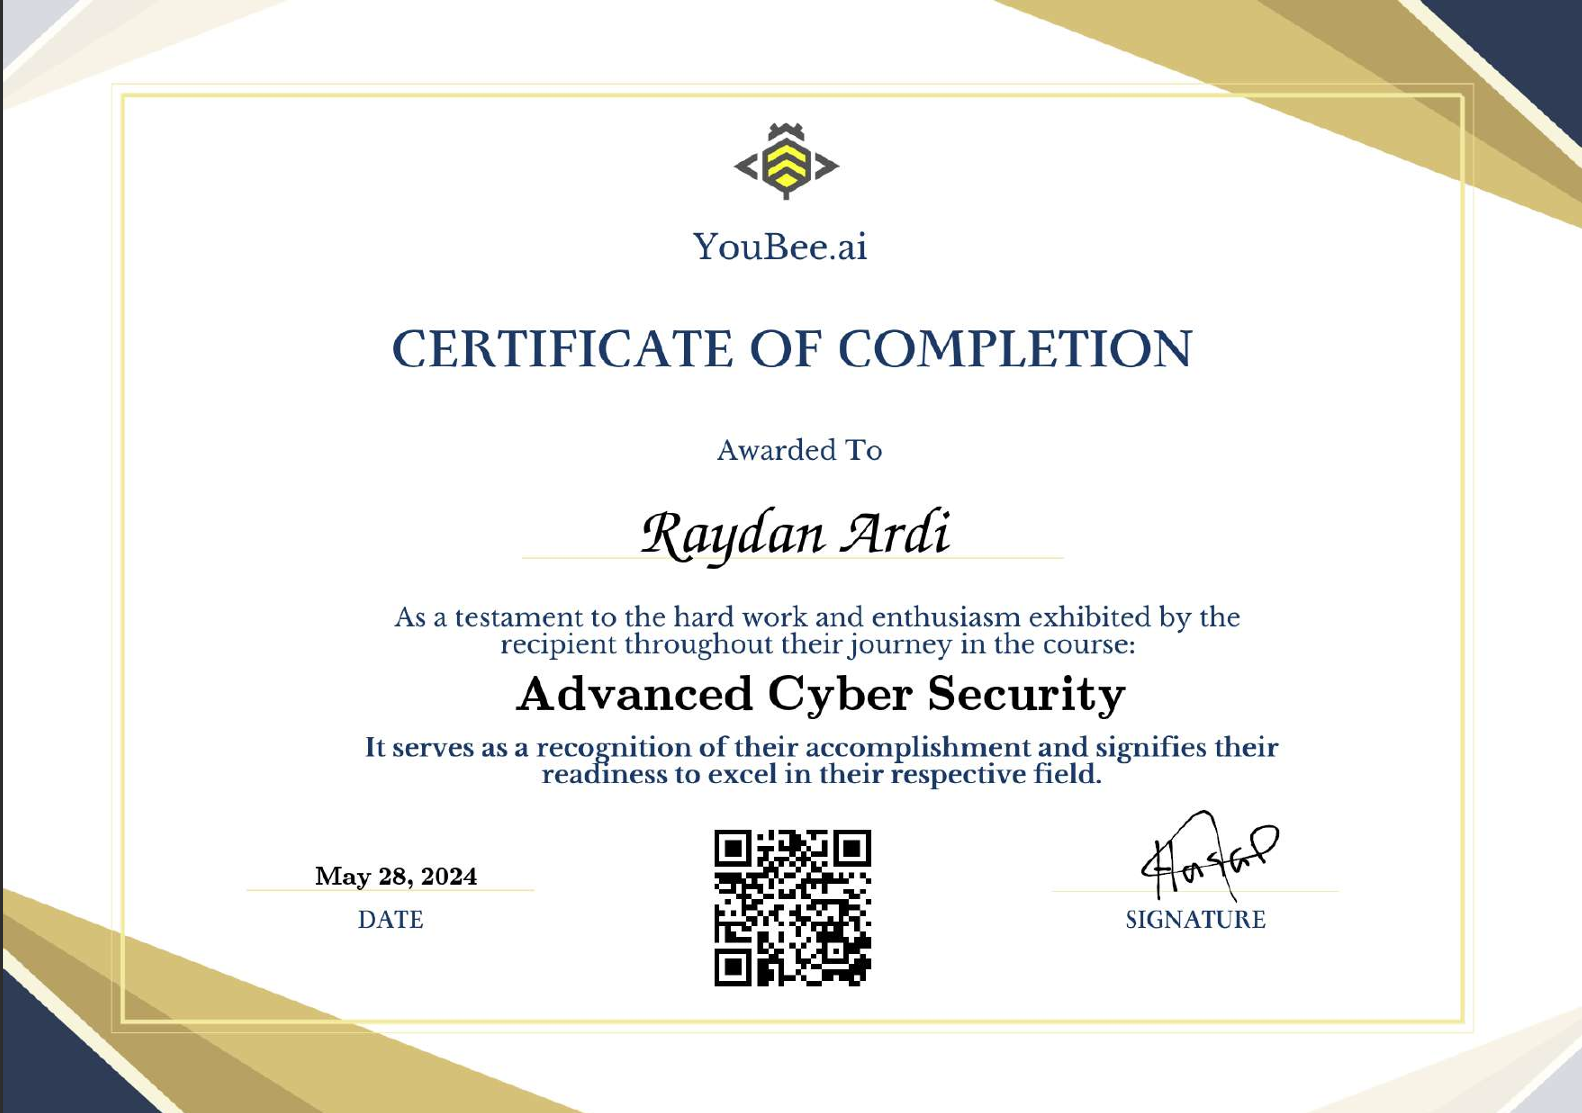 YouBee.ai
CERTIFICATE OF COMPLETION
Awarded To
Raydan Ardi
As a testament to the hard work and enthusiasm exhibited by the
recipient throughout their journey in the course:
Advanced Cyber Security
It serves as a recognition of their accomplishment and signifies their
readiness to excel in their respective field.
May 28, 2024
DATE
SIGNATURE